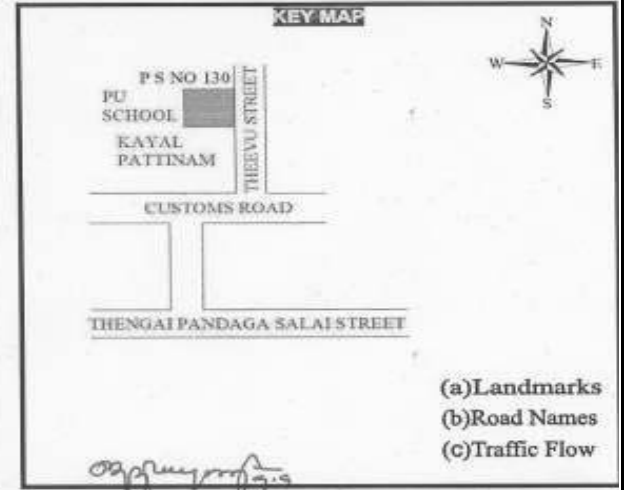 KEY MAP
N
W E
S
P S NO 130
PU
SCHOOL
THEEVU STREET
KAYAL
PATTINAM
CUSTOMS ROAD
THENGAI PANDAGA SALAI STREET
(a)Landmarks
(b)Road Names
(c)Traffic Flow